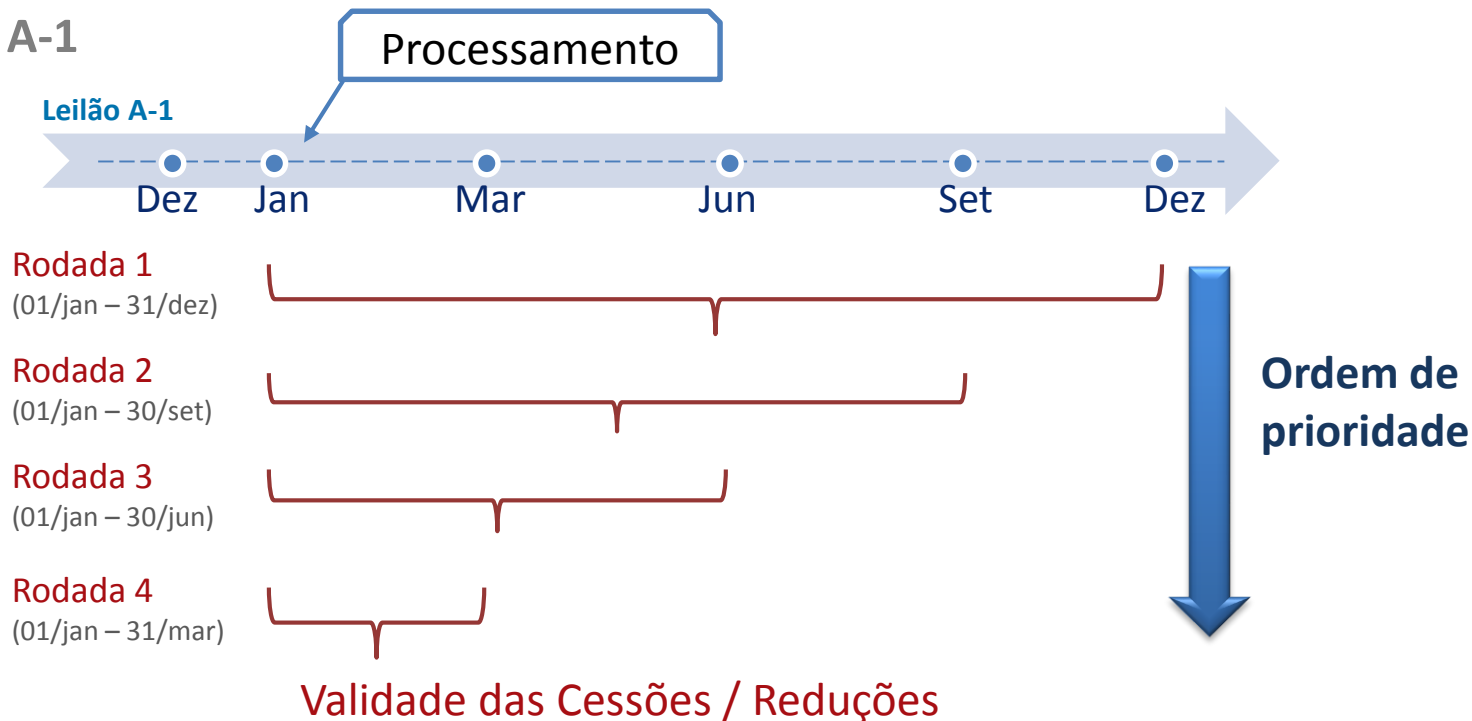 A-1
Processamento
Leilão A-1
Dez Jan Mar Jun Set Dez
Rodada 1
(01/jan – 31/dez)
Rodada 2
(01/jan – 30/set)
Ordem de
prioridade
Rodada 3
(01/jan – 30/jun)
Rodada 4
(01/jan – 31/mar)
Validade das Cessões / Reduções